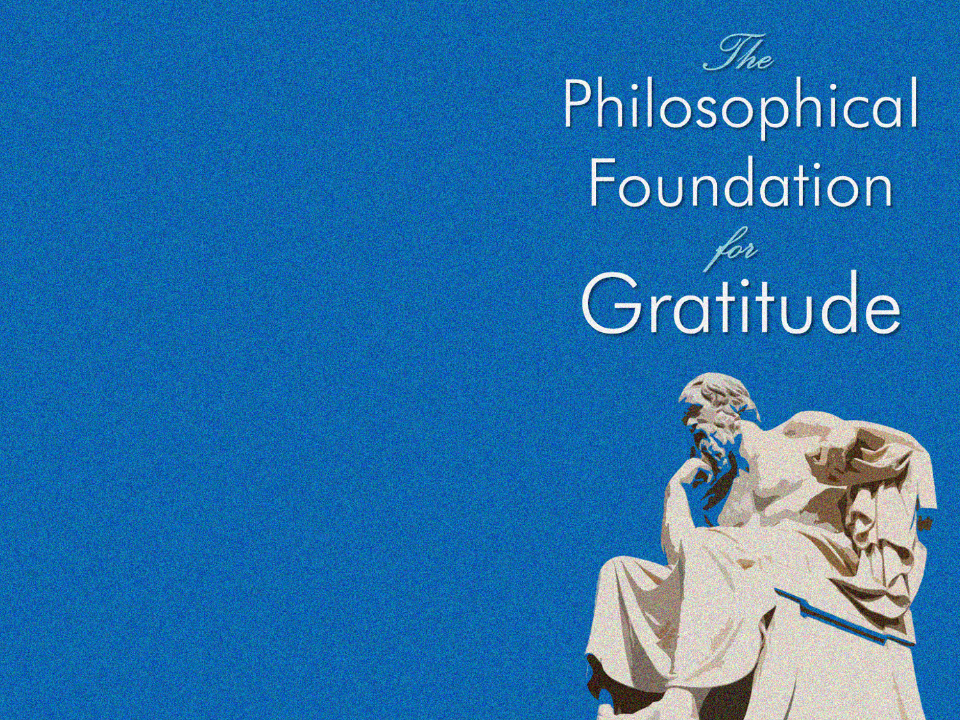 The
Philosophical
Foundation
for
Gratitude